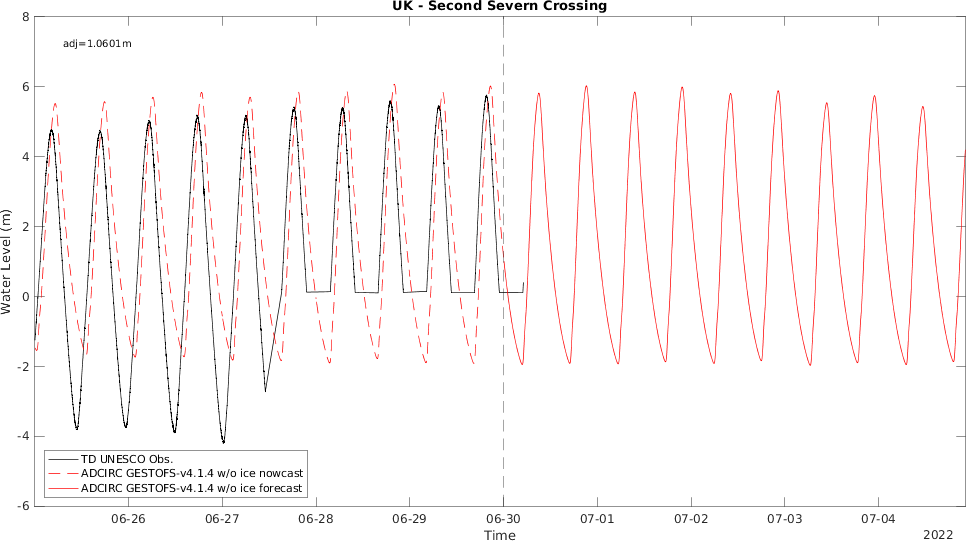 UK - Second Severn Crossing
adj=1.0601m
8
6
4
2
0
-2
-4
-6
Water Level (m)
TD UNESCO Obs.
ADCIRC GESTOFS-v4.1.4 w/o ice nowcast
ADCIRC GESTOFS-v4.1.4 w/o ice forecast
06-26 06-27 06-28 06-29 06-30 07-01 07-02 07-03 07-04
Time
2022